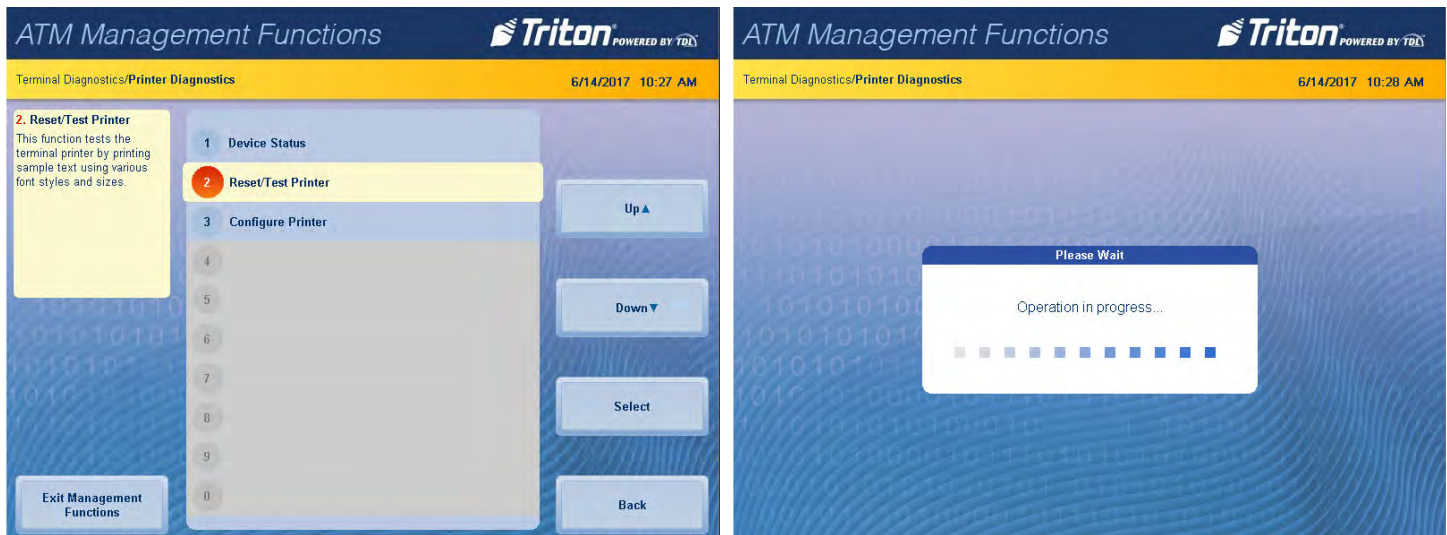 ATM Management Functions
Triton POWERED BY TDL
Terminal Diagnostics/Printer Diagnostics
6/14/2017 10:27 AM
2. Reset/Test Printer
This function tests the
terminal printer by printing
sample text using various
font styles and sizes.
1 Device Status
2 Reset/Test Printer
3 Configure Printer
4
5
6
7
8
9
0
Up▲
Down▼
Select
Back
Exit Management
Functions
ATM Management Functions
Triton POWERED BY TDL
Terminal Diagnostics/Printer Diagnostics
6/14/2017 10:28 AM
Please Wait
Operation in progress...